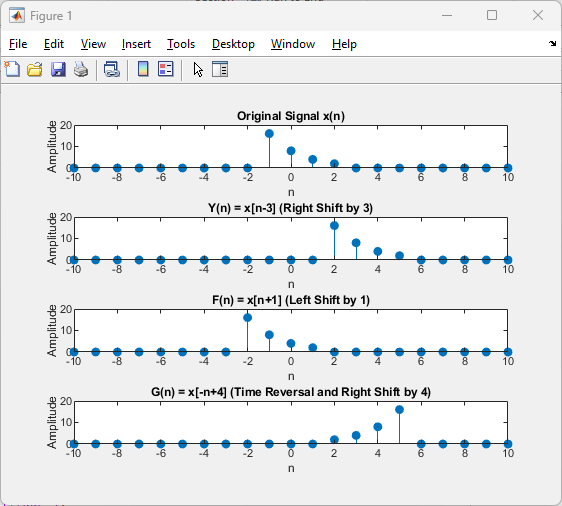 Figure 1
File Edit View Insert Tools Desktop Window Help
Original Signal x(n)
Amplitude
20
10
0
-10 -8 -6 -4 -2 0 2 4 6 8 10
n
Y(n) = x[n-3] (Right Shift by 3)
Amplitude
20
10
0
-10 -8 -6 -4 -2 0 2 4 6 8 10
n
F(n) = x[n+1] (Left Shift by 1)
Amplitude
20
10
0
-10 -8 -6 -4 -2 0 2 4 6 8 10
n
G(n) = x[-n+4] (Time Reversal and Right Shift by 4)
Amplitude
20
10
0
-10 -8 -6 -4 -2 0 2 4 6 8 10
n